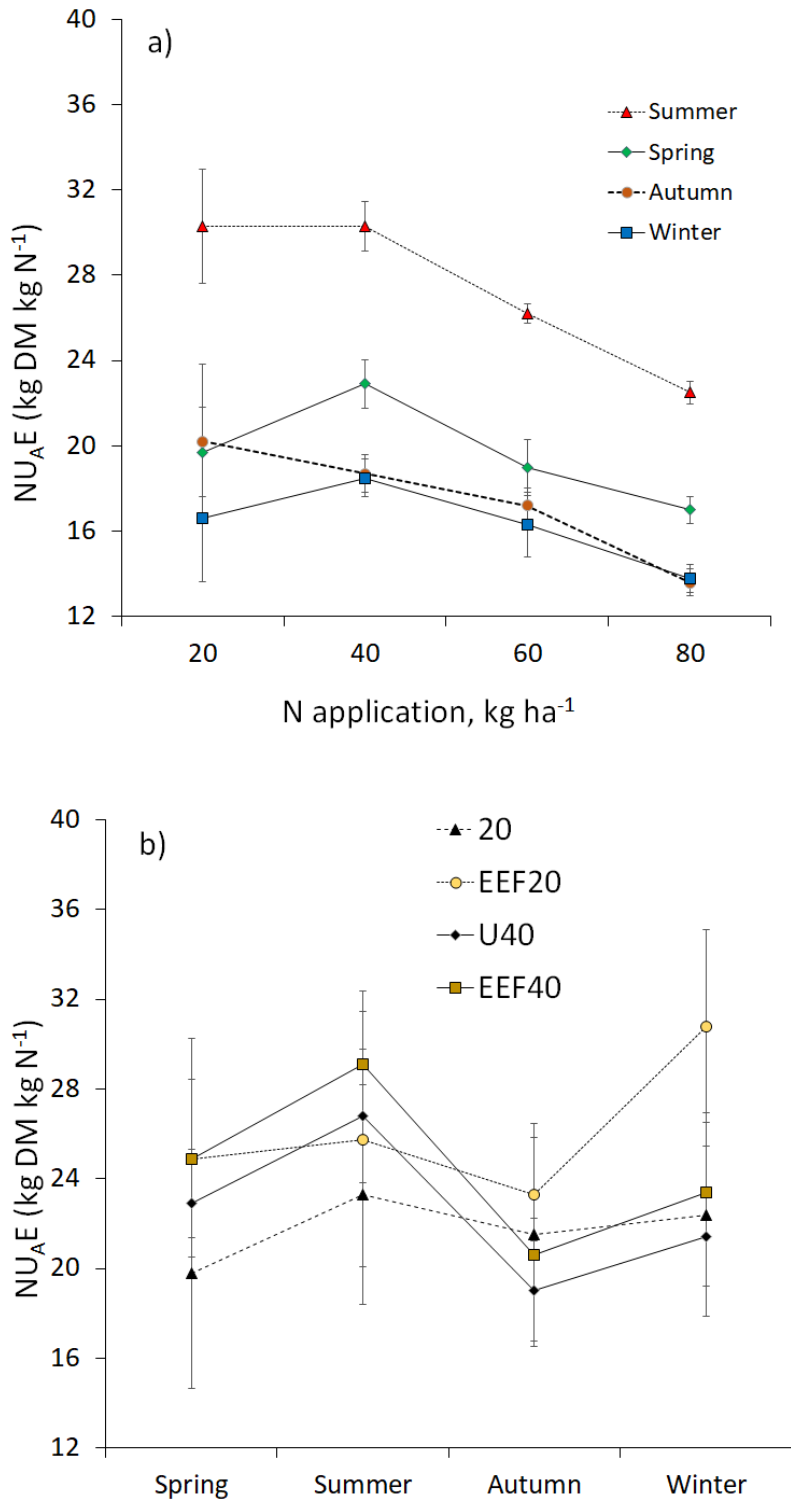 a)
40
36
32
28
24
20
16
12
NU_AE (kg DM kg N⁻¹)
Summer
Spring
Autumn
Winter
20 40 60 80
N application, kg ha⁻¹
b)
40
36
32
28
24
20
16
12
NU_AE (kg DM kg N⁻¹)
20
EEF20
U40
EEF40
Spring Summer Autumn Winter